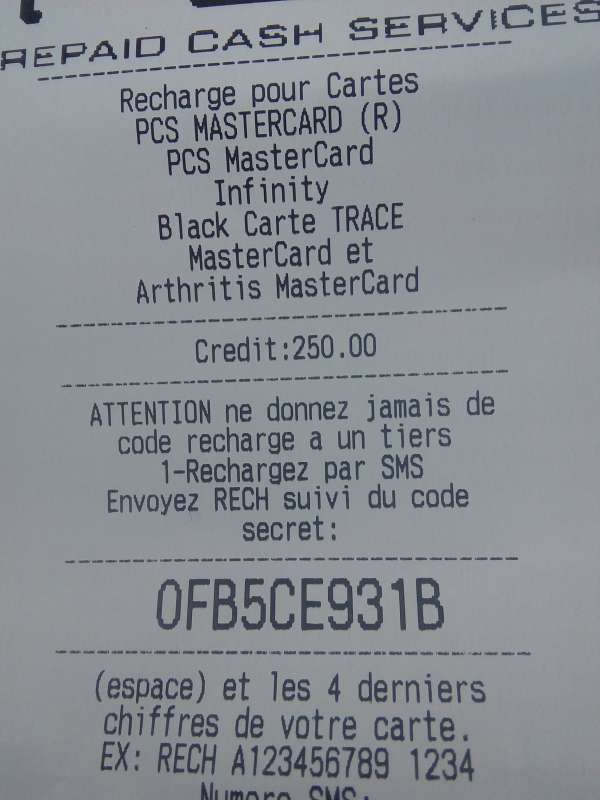 REPAID CASH SERVICES
Recharge pour Cartes
PCS MASTERCARD (R)
PCS MasterCard
Infinity
Black Carte TRACE
MasterCard et
Arthritis MasterCard
Credit:250.00
ATTENTION ne donnez jamais de
code recharge a un tiers
1-Rechargez par SMS
Envoyez RECH suivi du code
secret:
0FB5CE931B
(espace) et les 4 derniers
chiffres de votre carte.
EX: RECH A123456789 1234
Numero SMS: